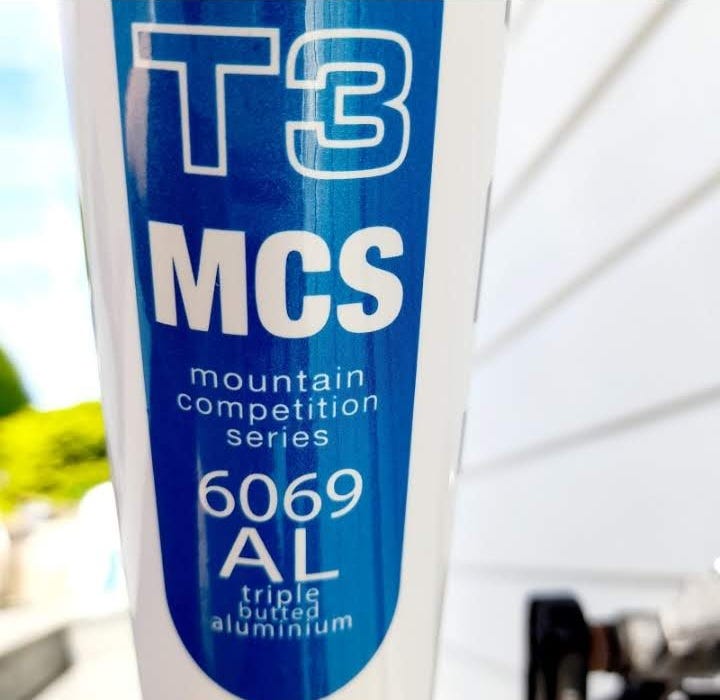 T3
MCS
mountain
competition
series
6069
AL
triple
butted
aluminium